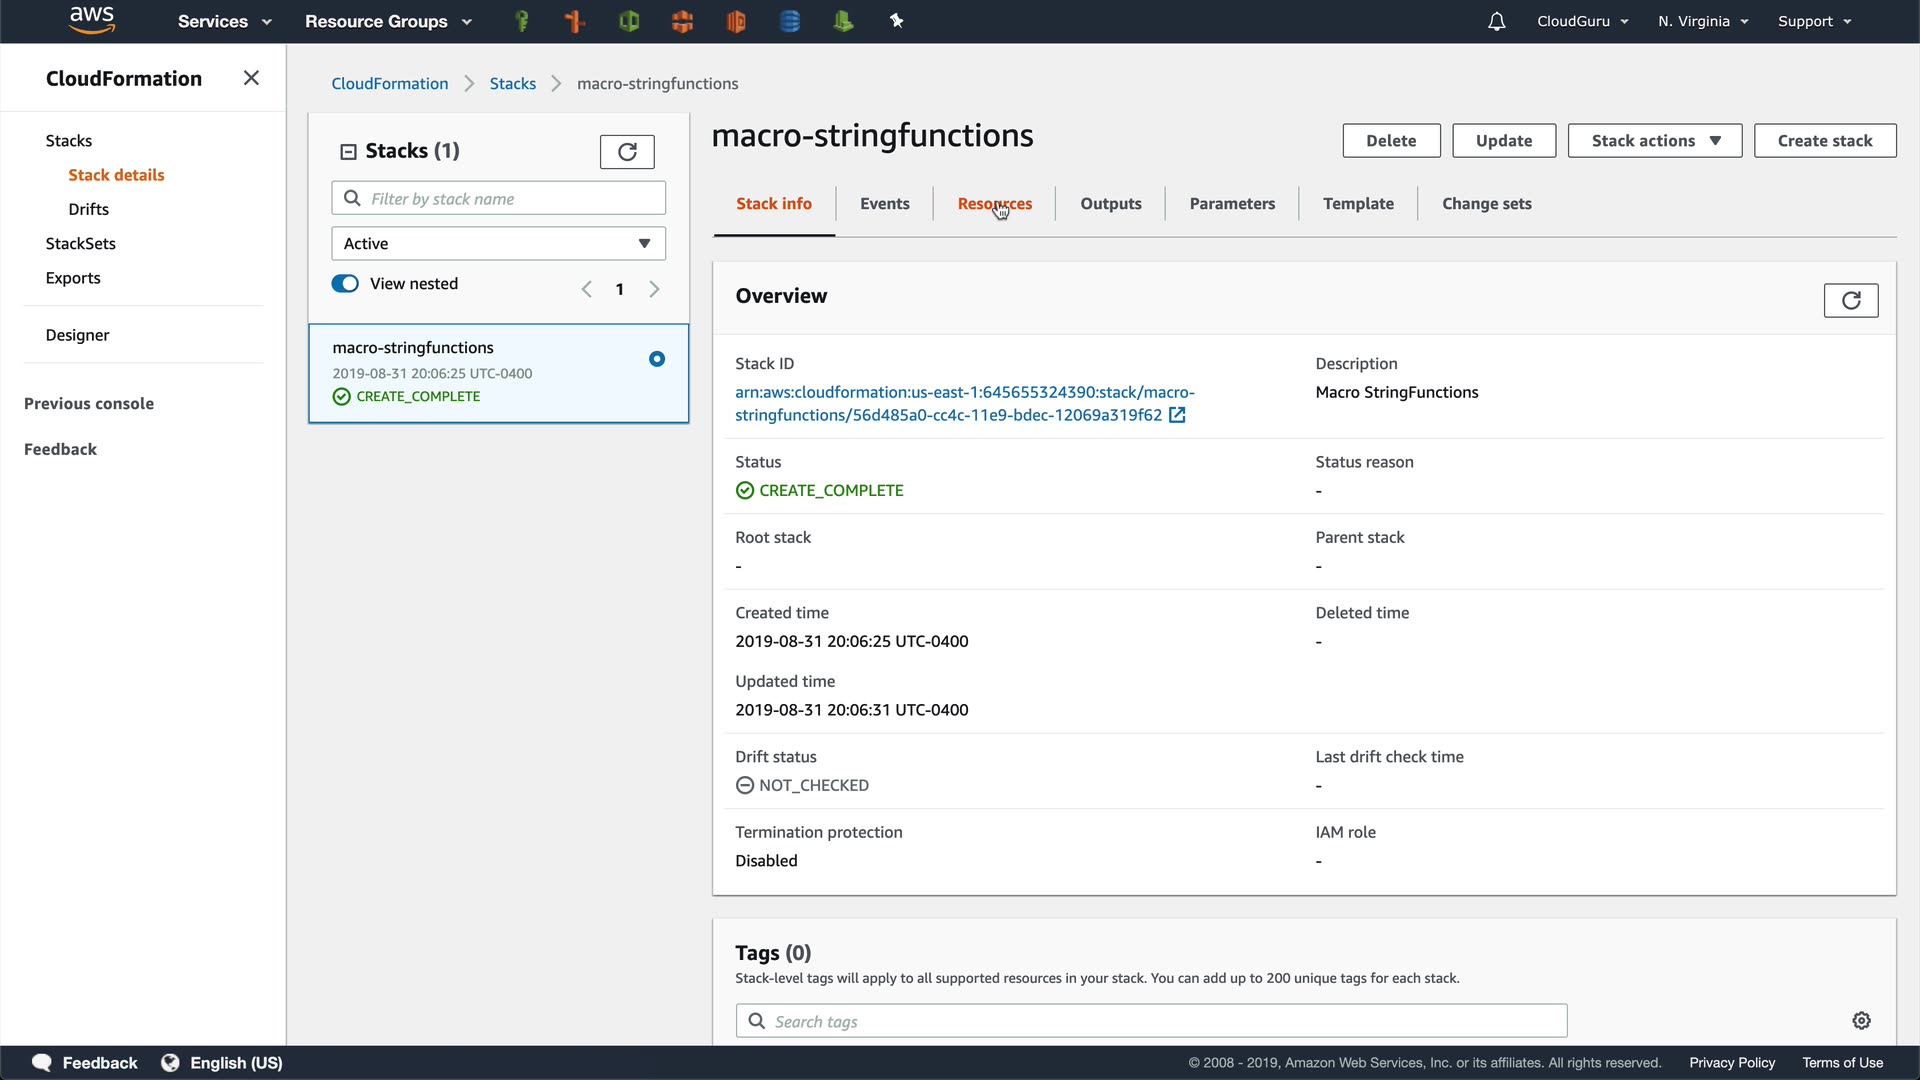 aws Services Resource Groups CloudGuru N. Virginia Support
CloudFormation
Stacks
Stack details
Drifts
StackSets
Exports
Designer
Previous console
Feedback
CloudFormation Stacks macro-stringfunctions
Stacks (1)
Filter by stack name
Active
View nested 1
macro-stringfunctions
2019-08-31 20:06:25 UTC-0400
CREATE_COMPLETE
macro-stringfunctions
Delete Update Stack actions Create stack
Stack info Events Resources Outputs Parameters Template Change sets
Overview
Stack ID
arn:aws:cloudformation:us-east-1:645655324390:stack/macro-
stringfunctions/56d485a0-cc4c-11e9-bdec-12069a319f62
Description
Macro StringFunctions
Status
CREATE_COMPLETE
Status reason
-
Root stack
-
Parent stack
-
Created time
2019-08-31 20:06:25 UTC-0400
Deleted time
-
Updated time
2019-08-31 20:06:31 UTC-0400
Drift status
NOT_CHECKED
Last drift check time
-
Termination protection
Disabled
IAM role
-
Tags (0)
Stack-level tags will apply to all supported resources in your stack. You can add up to 200 unique tags for each stack.
Search tags
Feedback English (US) © 2008 - 2019, Amazon Web Services, Inc. or its affiliates. All rights reserved. Privacy Policy Terms of Use